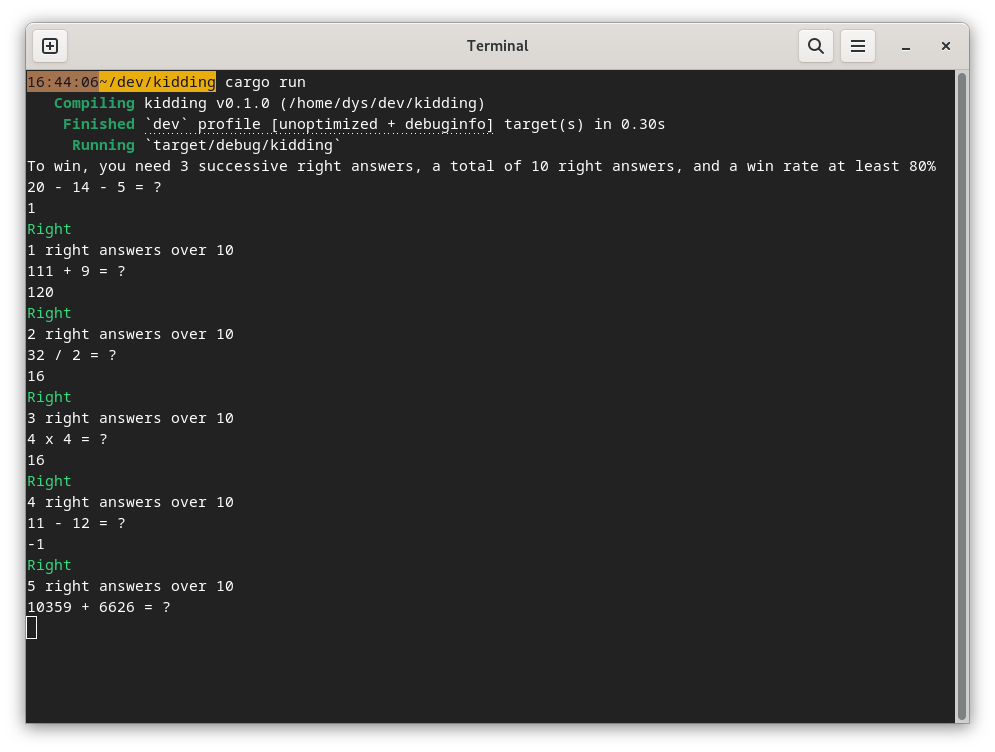 Terminal
16:44:06~/dev/kidding cargo run
   Compiling kidding v0.1.0 (/home/dys/dev/kidding)
    Finished `dev` profile [unoptimized + debuginfo] target(s) in 0.30s
     Running `target/debug/kidding`
To win, you need 3 successive right answers, a total of 10 right answers, and a win rate at least 80%
20 - 14 - 5 = ?
1
Right
1 right answers over 10
111 + 9 = ?
120
Right
2 right answers over 10
32 / 2 = ?
16
Right
3 right answers over 10
4 x 4 = ?
16
Right
4 right answers over 10
11 - 12 = ?
-1
Right
5 right answers over 10
10359 + 6626 = ?